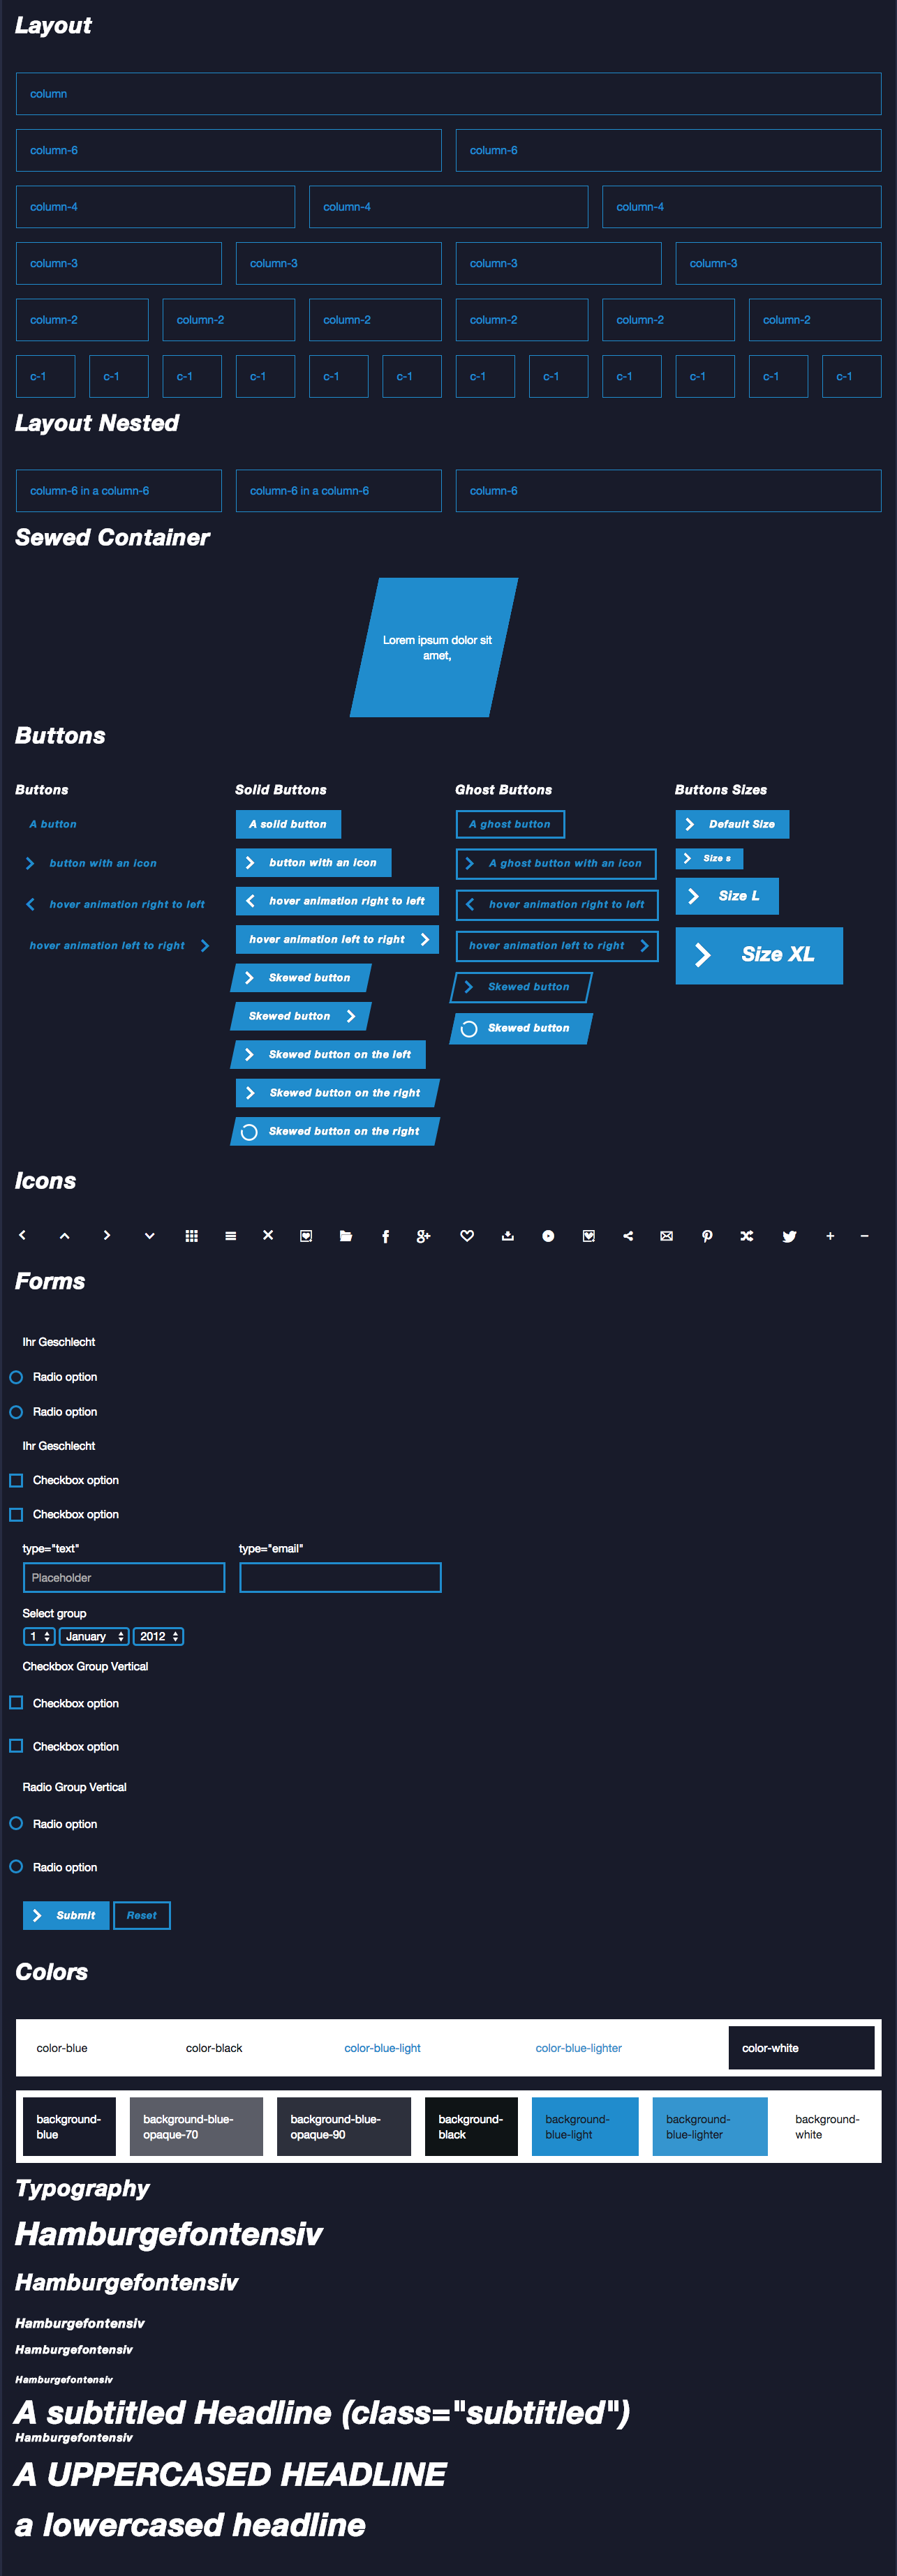 Layout
column
column-6 column-6
column-4 column-4 column-4
column-3 column-3 column-3 column-3
column-2 column-2 column-2 column-2 column-2 column-2
c-1 c-1 c-1 c-1 c-1 c-1 c-1 c-1 c-1 c-1 c-1 c-1
Layout Nested
column-6 in a column-6 column-6 in a column-6 column-6
Sewed Container
Lorem ipsum dolor sit
amet,
Buttons
Buttons
A button
button with an icon
hover animation right to left
hover animation left to right
Solid Buttons
A solid button
button with an icon
hover animation right to left
hover animation left to right
Skewed button
Skewed button
Skewed button on the left
Skewed button on the right
Skewed button on the right
Ghost Buttons
A ghost button
A ghost button with an icon
hover animation right to left
hover animation left to right
Skewed button
Skewed button
Buttons Sizes
Default Size
Size s
Size L
Size XL
Icons
Forms
Ihr Geschlecht
Radio option
Radio option
Ihr Geschlecht
Checkbox option
Checkbox option
type="text" type="email"
Placeholder
Select group
1 January 2012
Checkbox Group Vertical
Checkbox option
Checkbox option
Radio Group Vertical
Radio option
Radio option
Submit Reset
Colors
color-blue color-black color-blue-light color-blue-lighter color-white
background-
blue
background-blue-
opaque-70
background-blue-
opaque-90
background-
black
background-
blue-light
background-
blue-lighter
background-
white
Typography
Hamburgefontensiv
Hamburgefontensiv
Hamburgefontensiv
Hamburgefontensiv
Hamburgefontensiv
A subtitled Headline (class="subtitled")
Hamburgefontensiv
A UPPERCASED HEADLINE
a lowercased headline